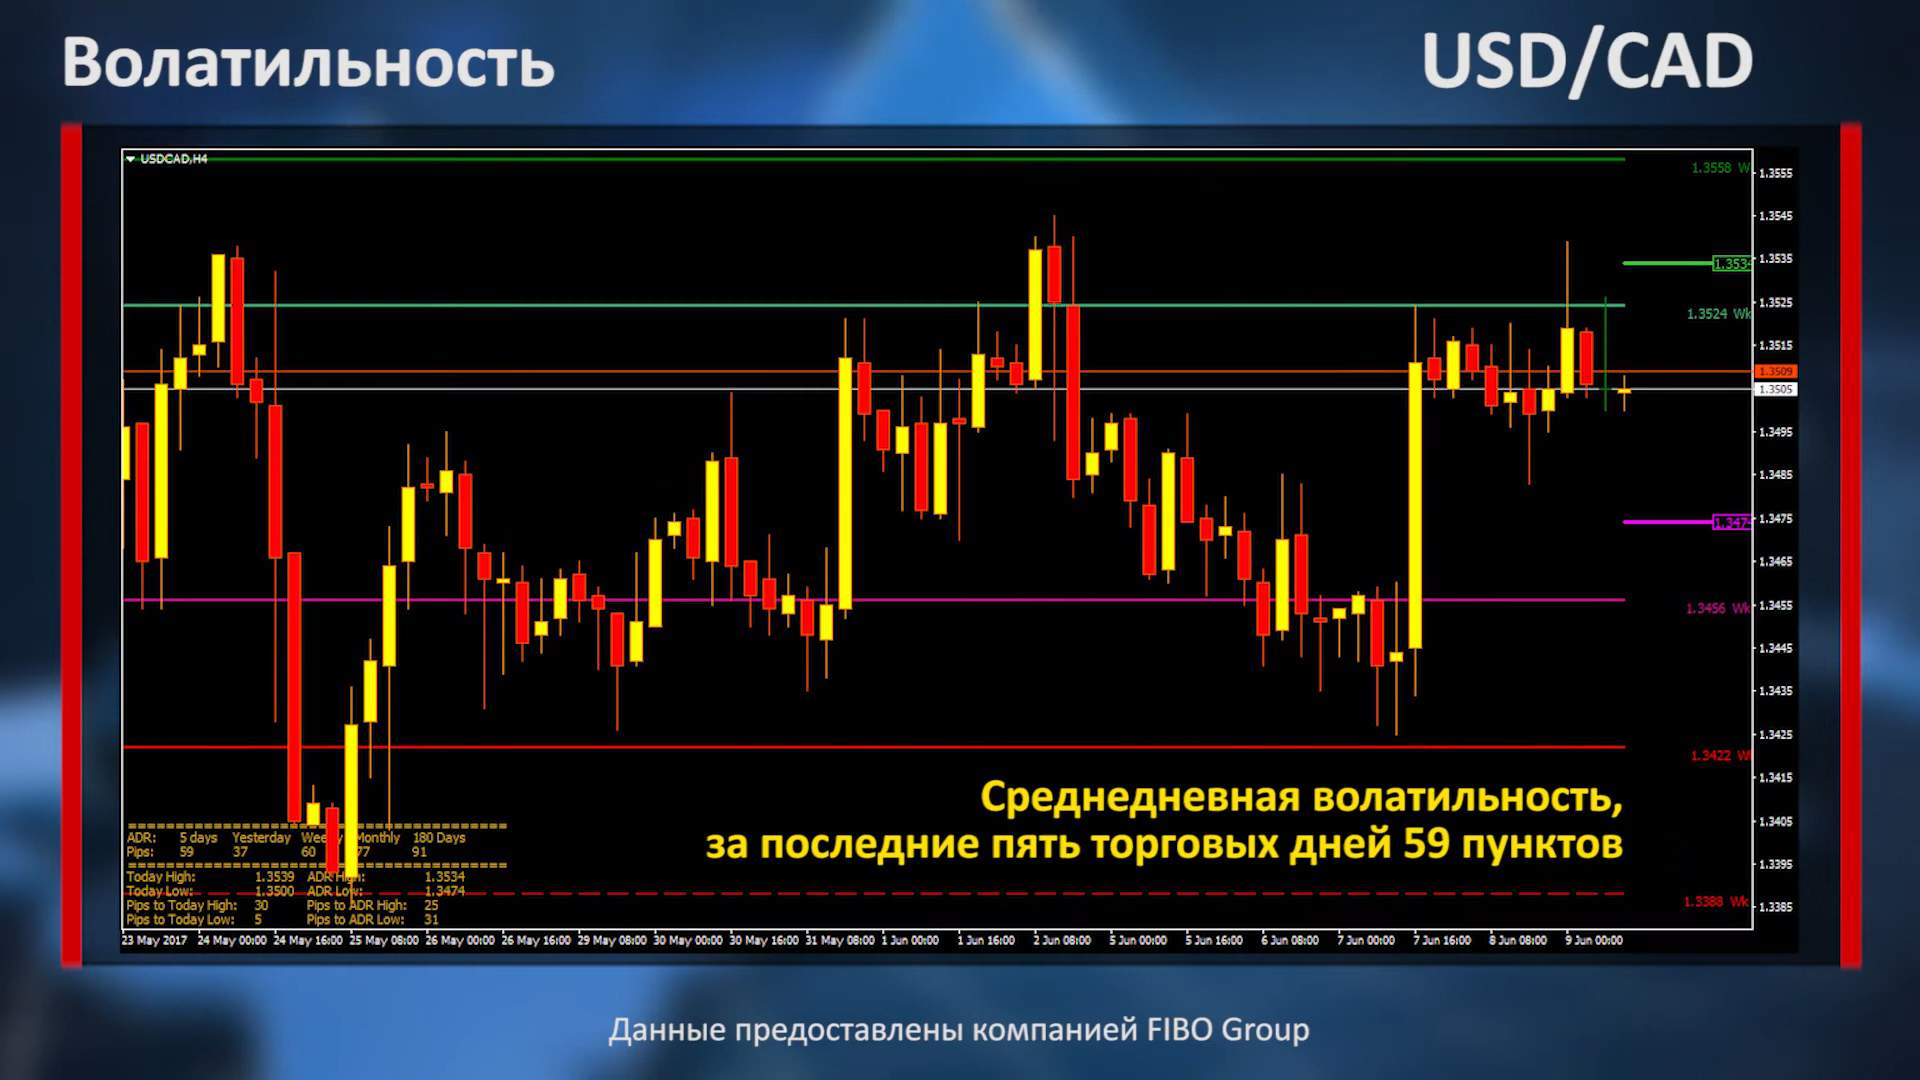 Волатильность
USD/CAD
USDCAD,H4
1.3558 W
1.3555
1.3545
1.3535
1.3534
1.3525
1.3524 Wk
1.3515
1.3509
1.3505
1.3495
1.3485
1.3475
1.3474
1.3465
1.3455
1.3456 Wk
1.3445
1.3435
1.3425
1.3422 W
1.3415
1.3405
1.3395
1.3388 Wk
1.3385
Среднедневная волатильность,
за последние пять торговых дней 59 пунктов
ADR: 5 days Yesterday Monthly 180 Days
Pips: 59 37 60 77 91
Today High: 1.3539 ADR High: 1.3534
Today Low: 1.3500 ADR Low: 1.3474
Pips to Today High: 30 Pips to ADR High: 25
Pips to Today Low: 5 Pips to ADR Low: 31
23 May 2017 24 May 00:00 24 May 16:00 25 May 08:00 26 May 00:00 26 May 16:00 29 May 08:00 30 May 00:00 30 May 16:00 31 May 08:00 1 Jun 00:00 1 Jun 16:00 2 Jun 08:00 5 Jun 00:00 5 Jun 16:00 6 Jun 08:00 7 Jun 00:00 7 Jun 16:00 8 Jun 08:00 9 Jun 00:00
Данные предоставлены компанией FIBO Group